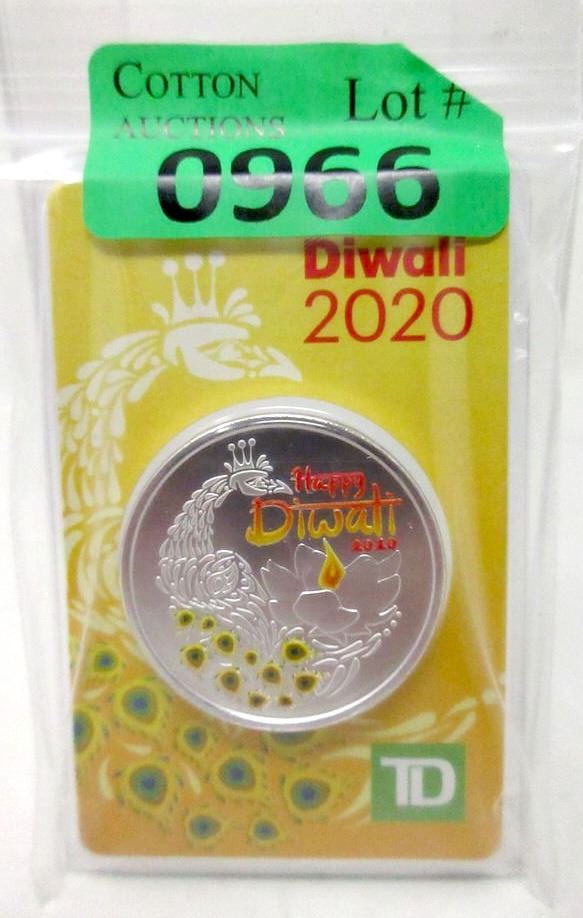 COTTON
AUCTIONS
Lot #
0966
Diwali
2020
Happy
Diwali
2020
TD